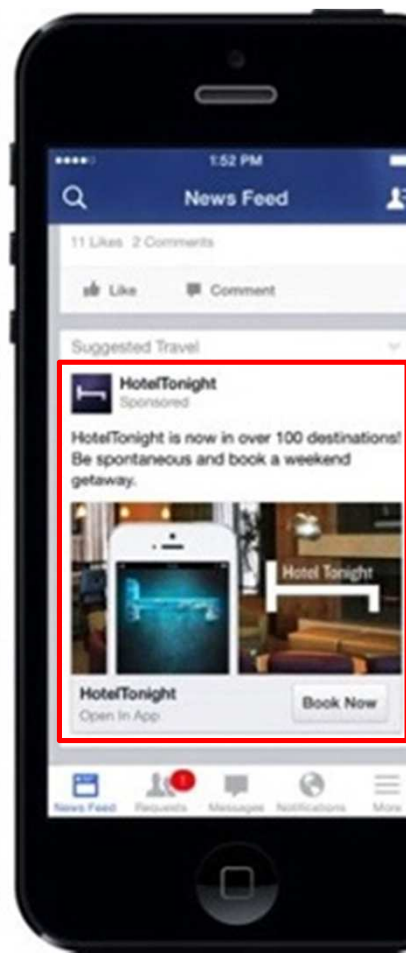 1:52 PM
News Feed
11 Likes 2 Comments
Like Comment
Suggested Travel
HotelTonight
Sponsored
HotelTonight is now in over 100 destinations!
Be spontaneous and book a weekend
getaway.
Hotel Tonight
HotelTonight
Open In App
Book Now
1
News Feed Requests Messages Notifications More